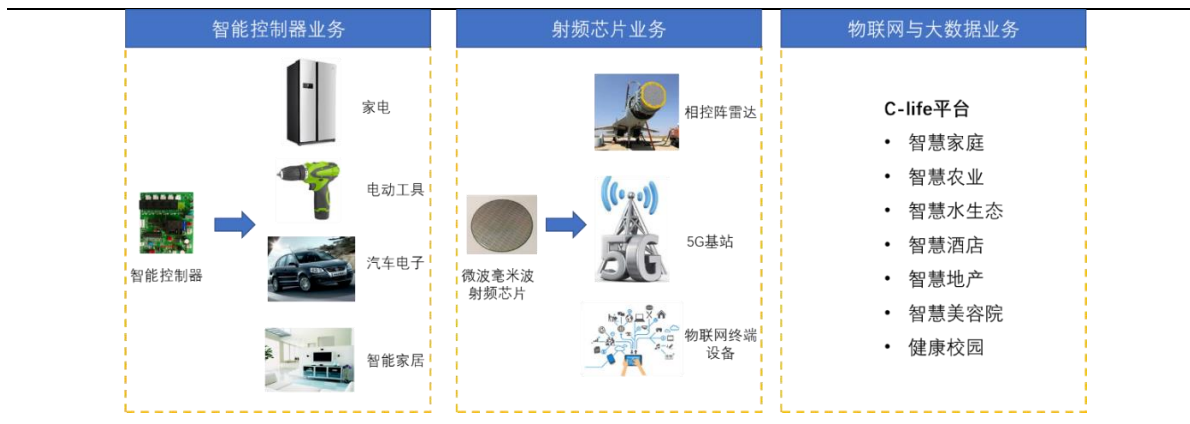 智能控制器业务
射频芯片业务
物联网与大数据业务
家电
电动工具
汽车电子
智能家居
智能控制器
相控阵雷达
5G基站
物联网终端
设备
微波毫米波
射频芯片
5G
C-life平台
• 智慧家庭
• 智慧农业
• 智慧水生态
• 智慧酒店
• 智慧地产
• 智慧美容院
• 健康校园